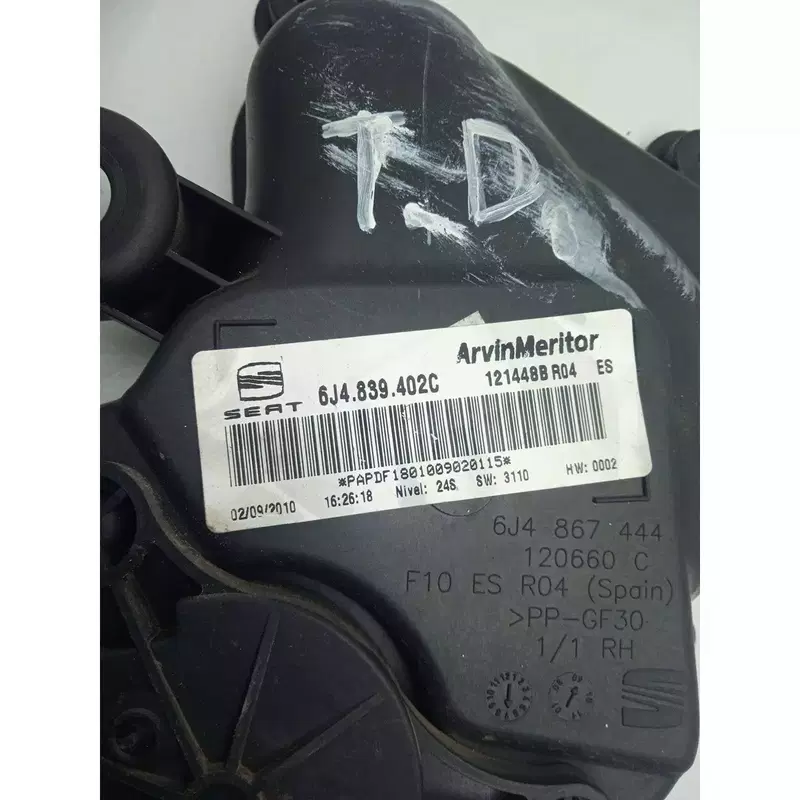 T.D.
SEAT
6J4.839.402C
ArvinMeritor
121448B R04 ES
*PAPDF1801009020115*
02/09/2010 16:26:18 Nivel: 24S SW: 3110 HW: 0002
6J4 867 444
120660 C
F10 ES R04 (Spain)
>PP-GF30
1/1 RH